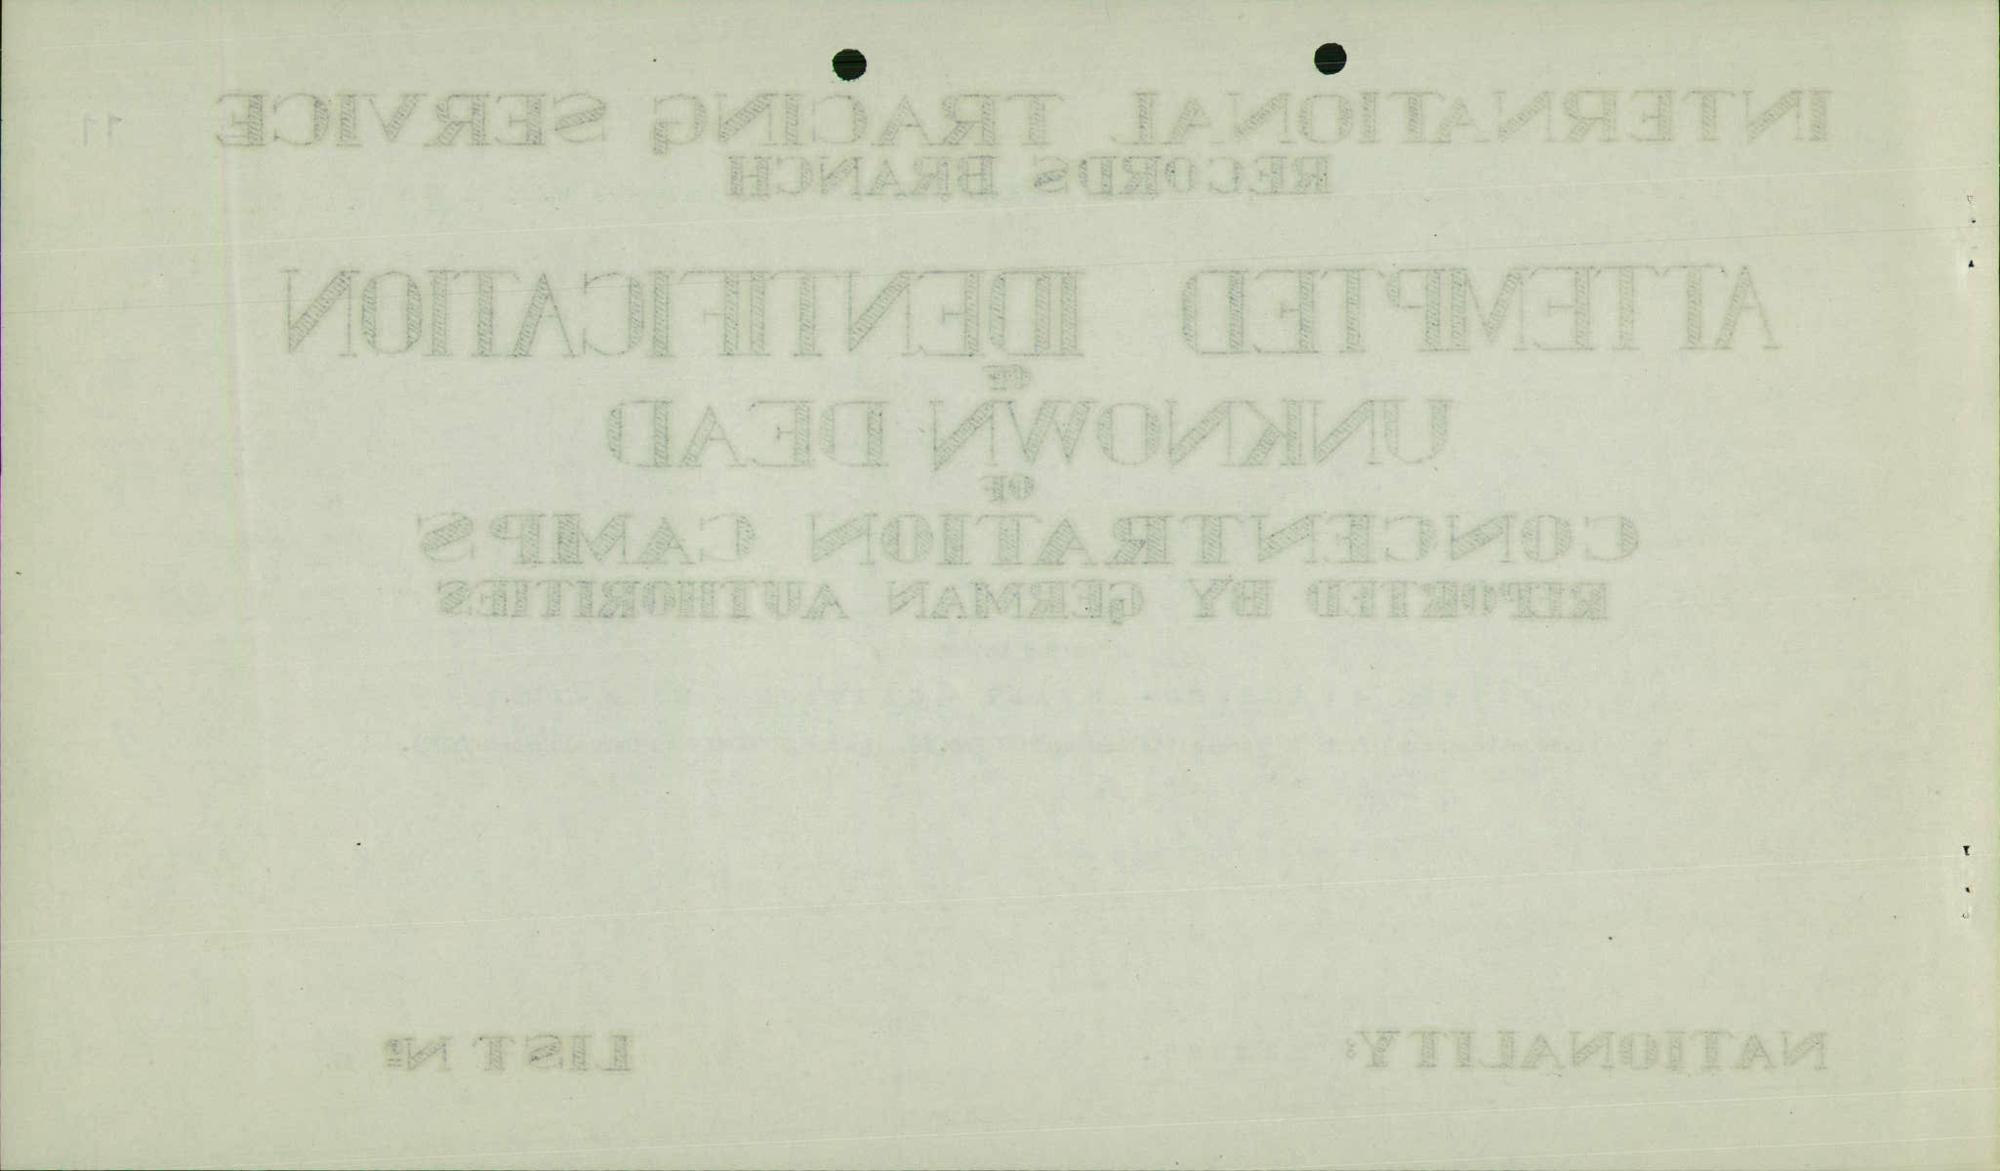 11
INTERNATIONAL TRACING SERVICE
RECORDS BRANCH
ATTEMPTED IDENTIFICATION
OF
UNKNOWN DEAD
OF
CONCENTRATION CAMPS
REPORTED BY GERMAN AUTHORITIES
NATIONALITY: LIST Nº